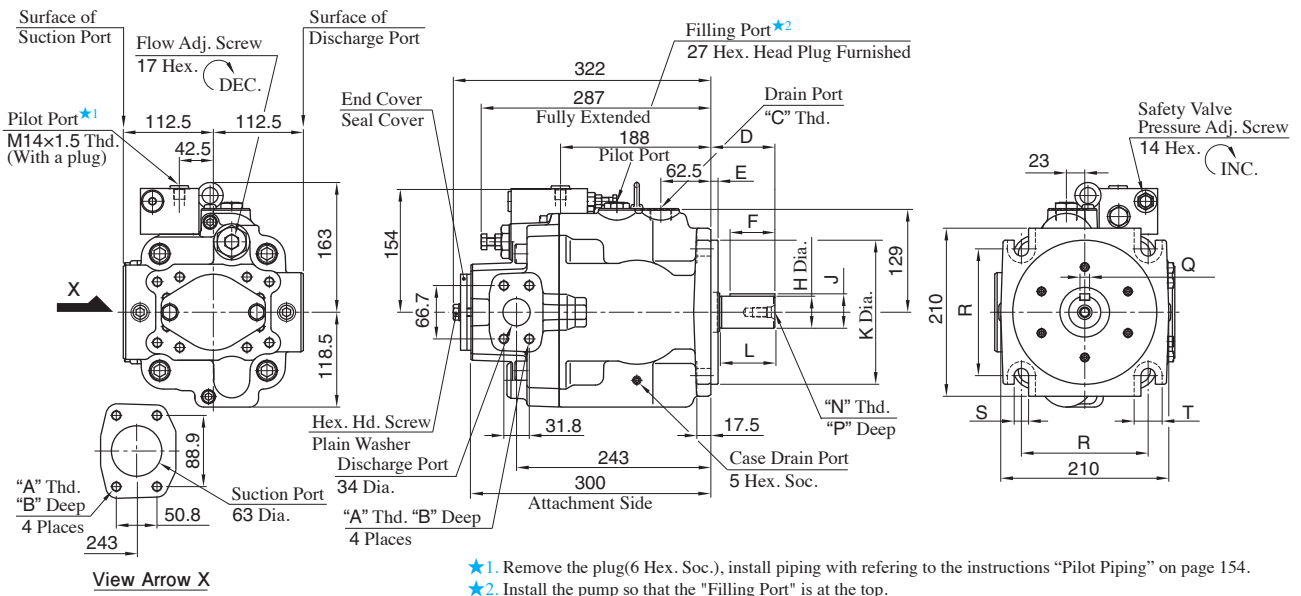 Surface of
Suction Port
Flow Adj. Screw
17 Hex.
DEC.
Surface of
Discharge Port
Pilot Port★1
M14×1.5 Thd.
(With a plug)
112.5
112.5
42.5
163
118.5
X
End Cover
Seal Cover
322
287
Fully Extended
188
Pilot Port
Filling Port★2
27 Hex. Head Plug Furnished
Drain Port
"C" Thd.
D
62.5
E
F
H Dia.
J
K Dia.
L
129
154
66.7
"N" Thd.
"P" Deep
17.5
31.8
243
300
Attachment Side
Case Drain Port
5 Hex. Soc.
Hex. Hd. Screw
Plain Washer
Discharge Port
34 Dia.
"A" Thd. "B" Deep
4 Places
Safety Valve
Pressure Adj. Screw
14 Hex.
INC.
23
Q
210
R
S
T
R
210
"A" Thd.
"B" Deep
4 Places
88.9
Suction Port
63 Dia.
50.8
243
View Arrow X
★1. Remove the plug(6 Hex. Soc.), install piping with refering to the instructions “Pilot Piping” on page 154.
★2. Install the pump so that the "Filling Port" is at the top.